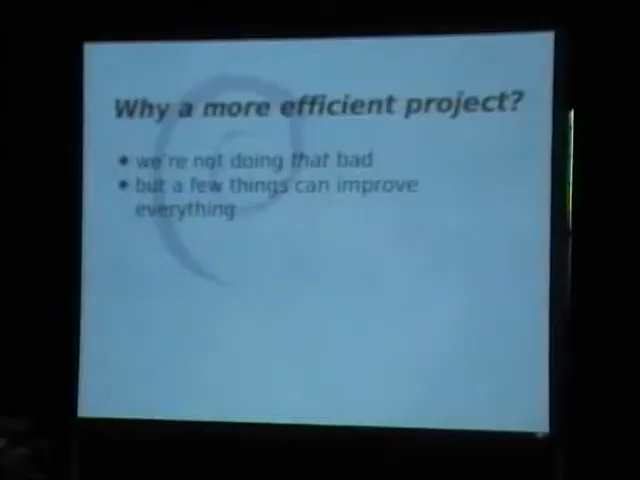 Why a more efficient project?
• we're not doing that bad
• but a few things can improve
everything